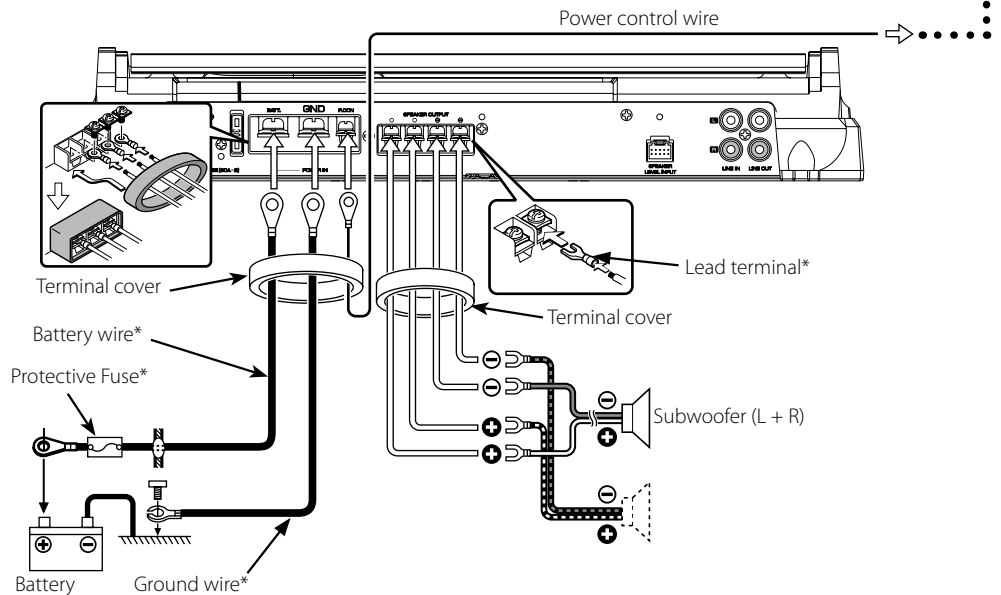 Power control wire
BATT.
GND
P.CON
SPEAKER OUTPUT
POWER IN
SPEAKER
LEVEL INPUT
L
R
LINE IN
LINE OUT
Terminal cover
Lead terminal*
Terminal cover
Battery wire*
Protective Fuse*
Subwoofer (L + R)
Battery
Ground wire*